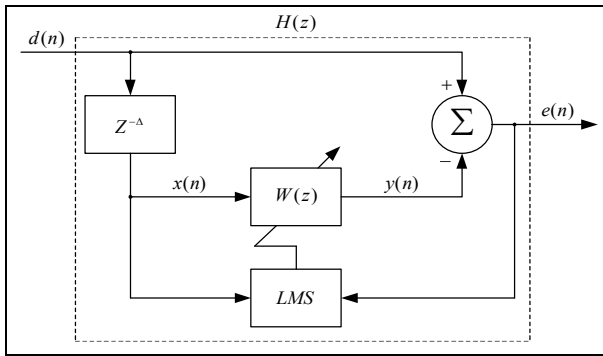 H(z)
d(n)
+
e(n)
Z^{-Δ}
Σ
−
x(n)
W(z)
y(n)
LMS